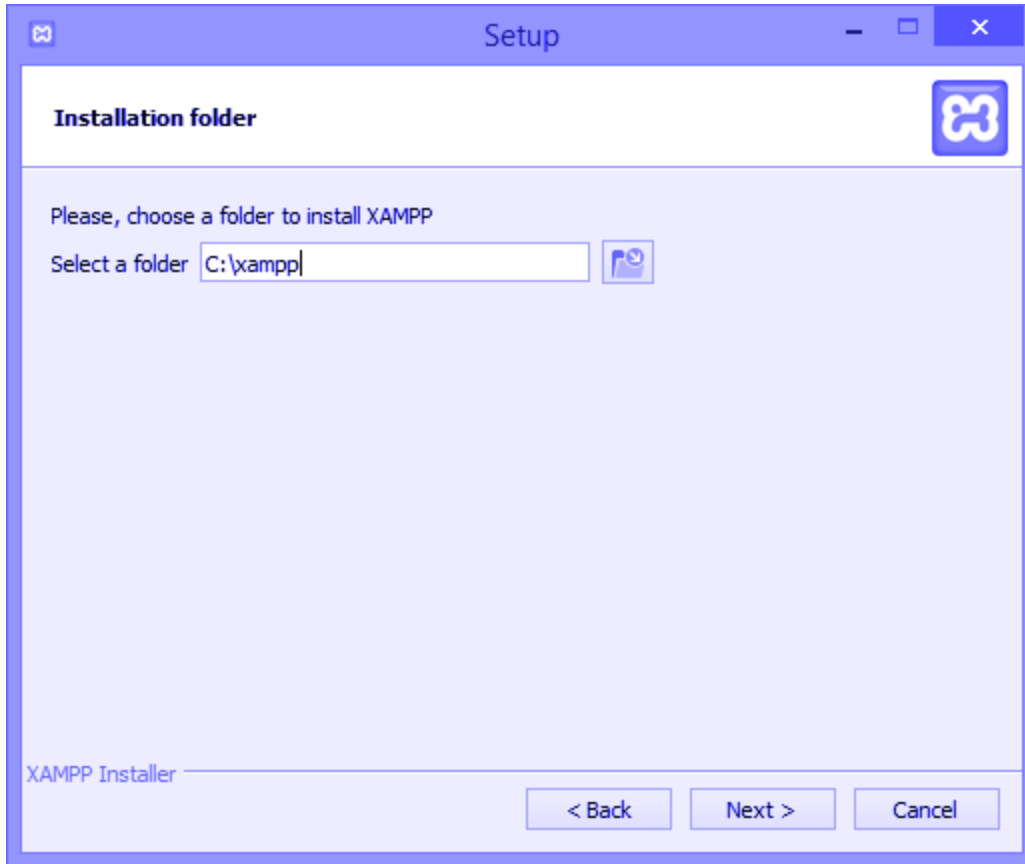 Setup
Installation folder
Please, choose a folder to install XAMPP
Select a folder C:\xampp
XAMPP Installer
< Back Next > Cancel